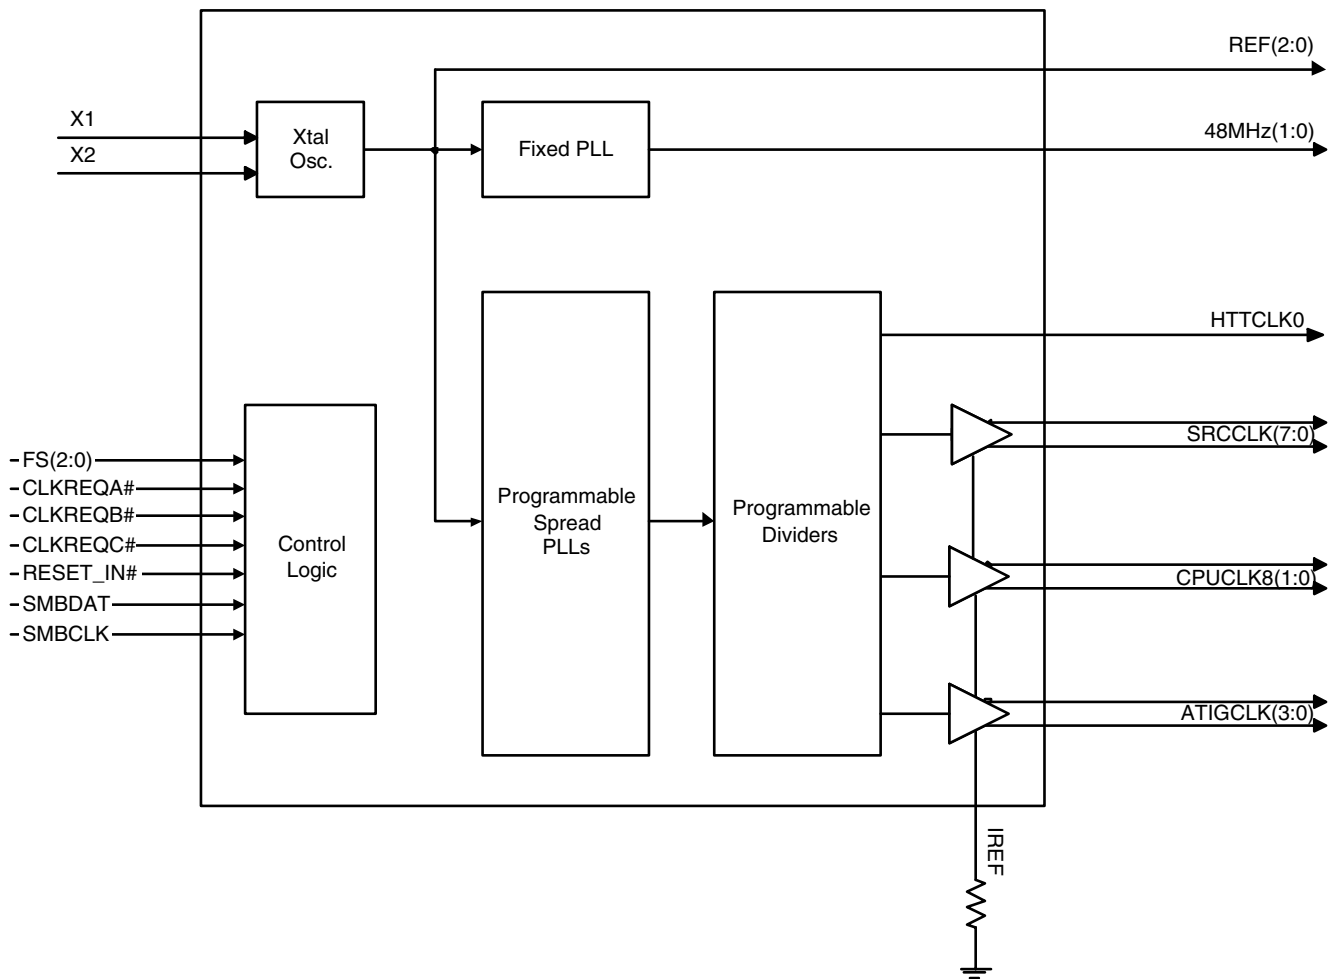 REF(2:0)
X1
Xtal
Osc.
Fixed PLL
48MHz(1:0)
X2
HTTCLK0
SRCCLK(7:0)
FS(2:0)
CLKREQA#
CLKREQB#
CLKREQC#
RESET_IN#
SMBDAT
SMBCLK
Control
Logic
Programmable
Spread
PLLs
Programmable
Dividers
CPUCLK8(1:0)
ATIGCLK(3:0)
IREF